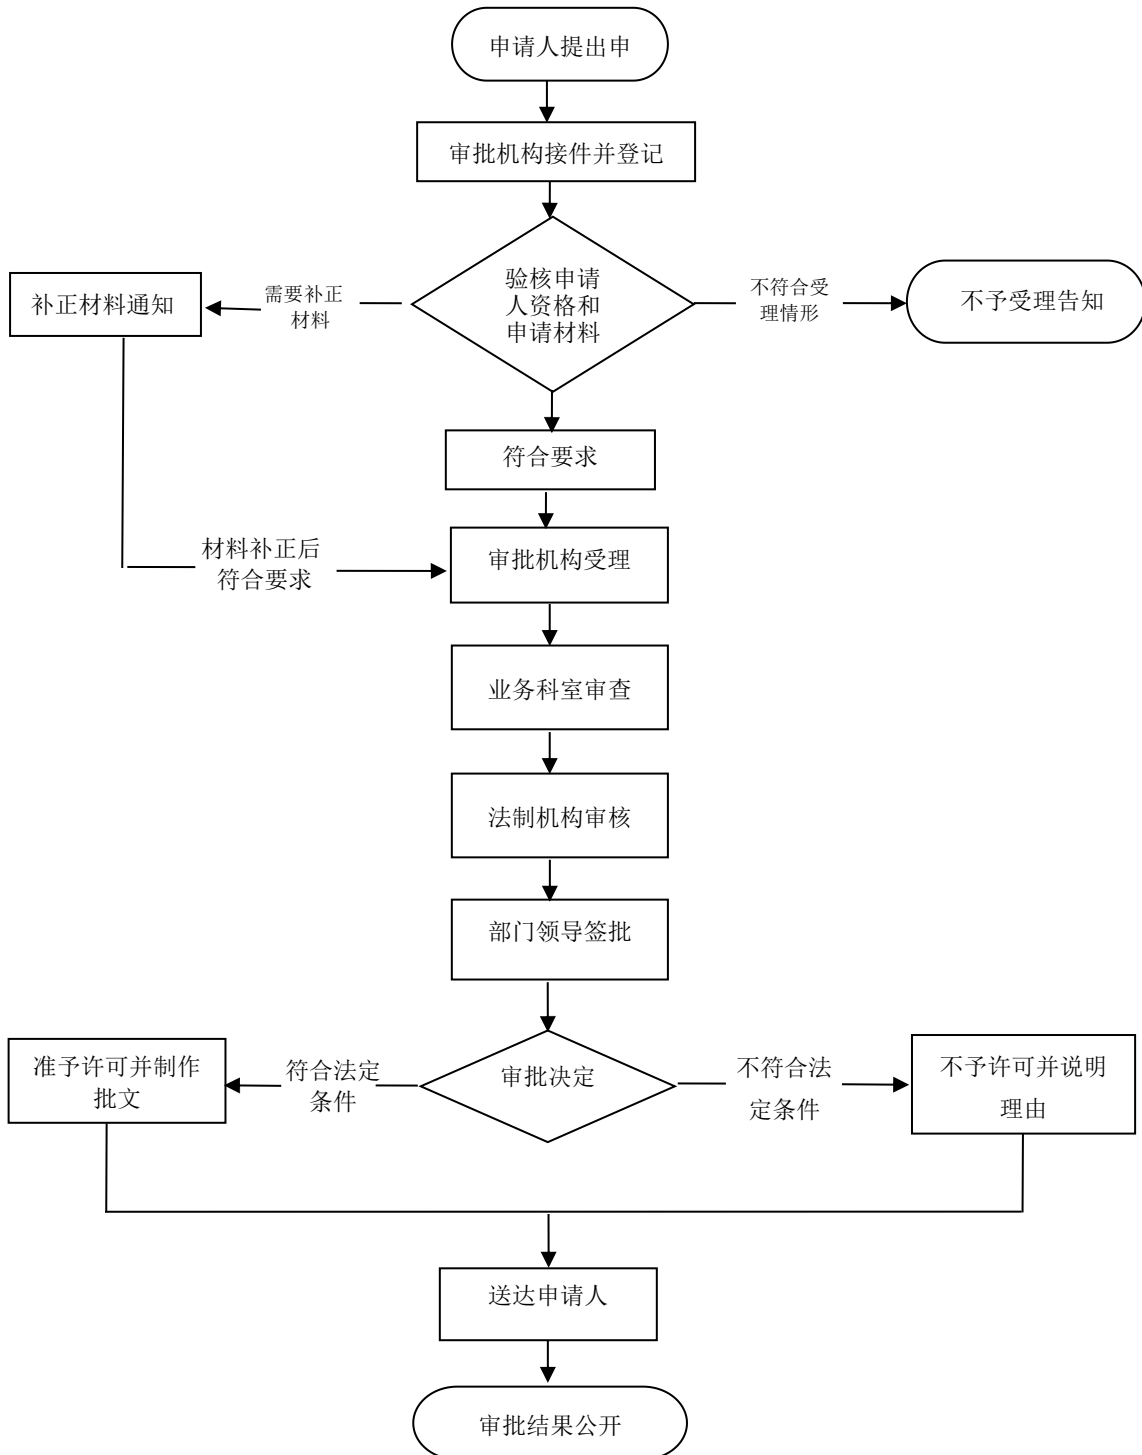 申请人提出申
审批机构接件并登记
验核申请
人资格和
申请材料
需要补正
材料
补正材料通知
不符合受
理情形
不予受理告知
符合要求
材料补正后
符合要求
审批机构受理
业务科室审查
法制机构审核
部门领导签批
审批决定
符合法定
条件
准予许可并制作
批文
不符合法
定条件
不予许可并说明
理由
送达申请人
审批结果公开